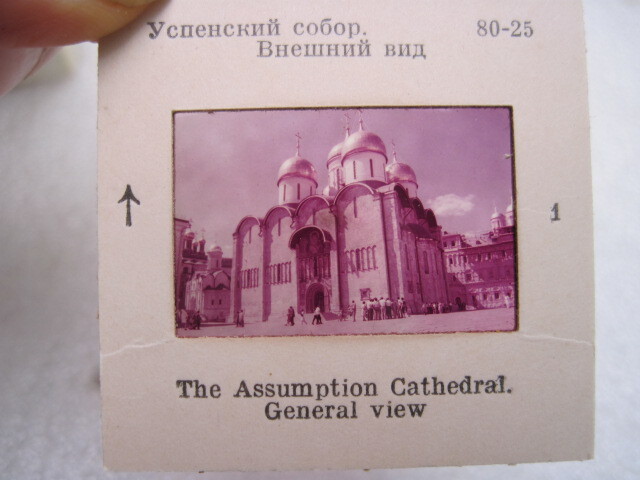 Успенский собор. 80-25
Внешний вид
1
The Assumption Cathedral.
General view